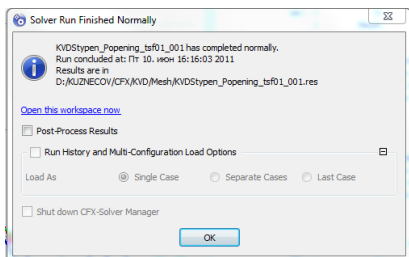 Solver Run Finished Normally
KVDStypen_Popening_tsf01_001 has completed normally.
Run concluded at: Пт 10. июн 16:16:03 2011
Results are in
D:/KUZNECOV/CFX/KVD/Mesh/KVDStypen_Popening_tsf01_001.res
Open this workspace now
Post-Process Results
Run History and Multi-Configuration Load Options
Load As Single Case Separate Cases Last Case
Shut down CFX-Solver Manager
OK